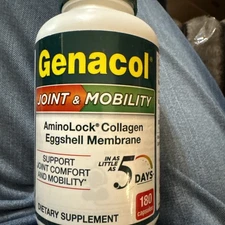 Genacol®
JOINT & MOBILITY
AminoLock® Collagen
Eggshell Membrane
SUPPORT
JOINT COMFORT
AND MOBILITY*
IN AS
LITTLE AS
5 DAYS
DIETARY SUPPLEMENT
180
capsules